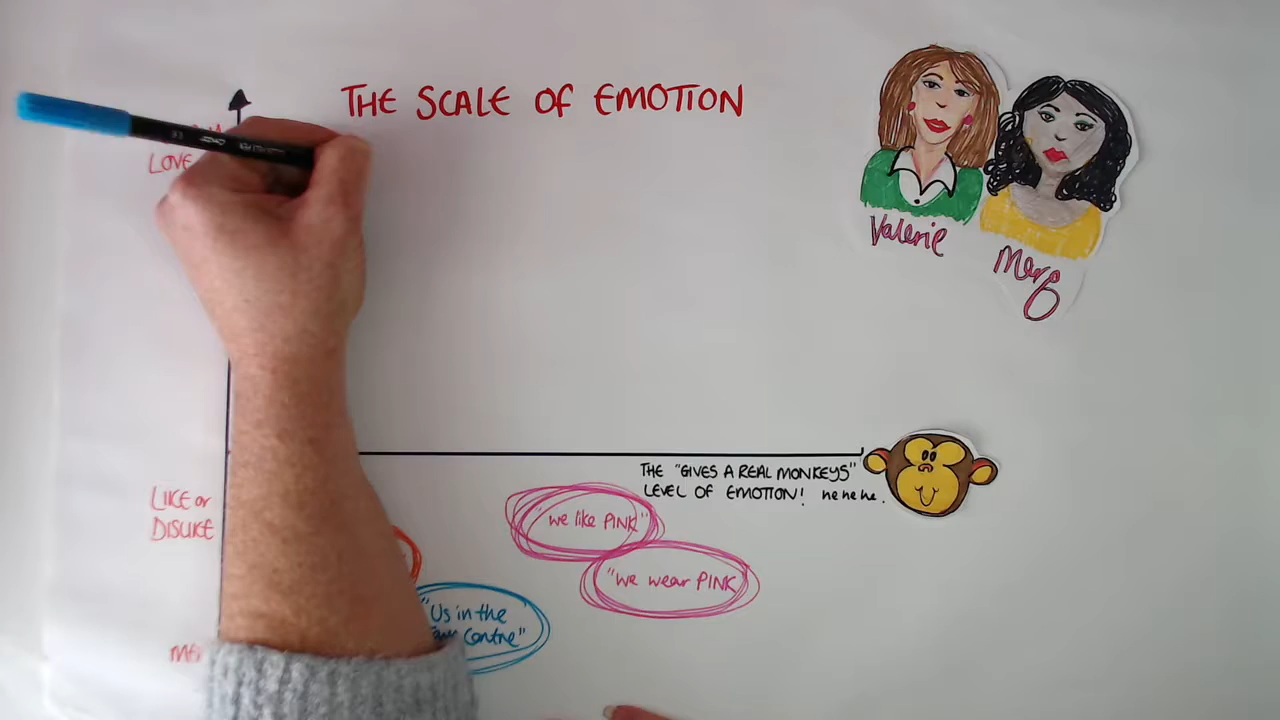 THE SCALE OF EMOTION
LOVE
Valerie
Marg
THE "GIVES A REAL MONKEYS"
LEVEL OF EMOTION! he he he.
LIKE or
DISLIKE
"we like PINK"
"we wear PINK
"Us in the
Centre"